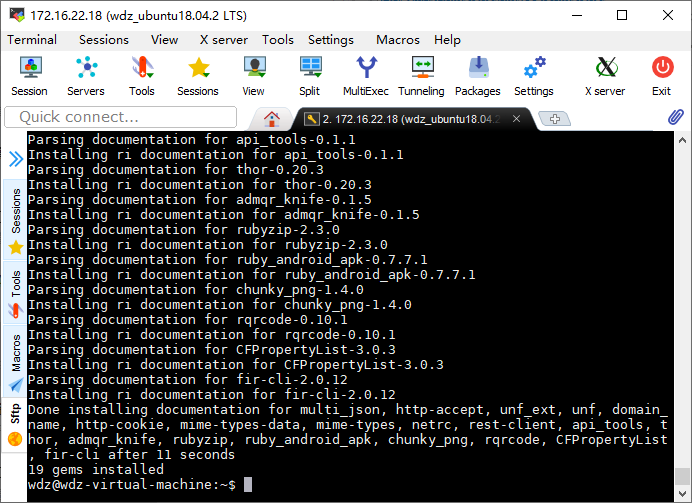 172.16.22.18 (wdz_ubuntu18.04.2 LTS)
Terminal Sessions View X server Tools Settings Macros Help
Session Servers Tools Sessions View Split MultiExec Tunneling Packages Settings X server Exit
Quick connect...
2. 172.16.22.18 (wdz_ubuntu18.04.2
Sessions
Tools
Macros
Sftp
Parsing documentation for api_tools-0.1.1
Installing ri documentation for api_tools-0.1.1
Parsing documentation for thor-0.20.3
Installing ri documentation for thor-0.20.3
Parsing documentation for admqr_knife-0.1.5
Installing ri documentation for admqr_knife-0.1.5
Parsing documentation for rubyzip-2.3.0
Installing ri documentation for rubyzip-2.3.0
Parsing documentation for ruby_android_apk-0.7.7.1
Installing ri documentation for ruby_android_apk-0.7.7.1
Parsing documentation for chunky_png-1.4.0
Installing ri documentation for chunky_png-1.4.0
Parsing documentation for rqrcode-0.10.1
Installing ri documentation for rqrcode-0.10.1
Parsing documentation for CFPropertyList-3.0.3
Installing ri documentation for CFPropertyList-3.0.3
Parsing documentation for fir-cli-2.0.12
Installing ri documentation for fir-cli-2.0.12
Done installing documentation for multi_json, http-accept, unf_ext, unf, domain_
name, http-cookie, mime-types-data, mime-types, netrc, rest-client, api_tools, t
hor, admqr_knife, rubyzip, ruby_android_apk, chunky_png, rqrcode, CFPropertyList
, fir-cli after 11 seconds
19 gems installed
wdz@wdz-virtual-machine:~$